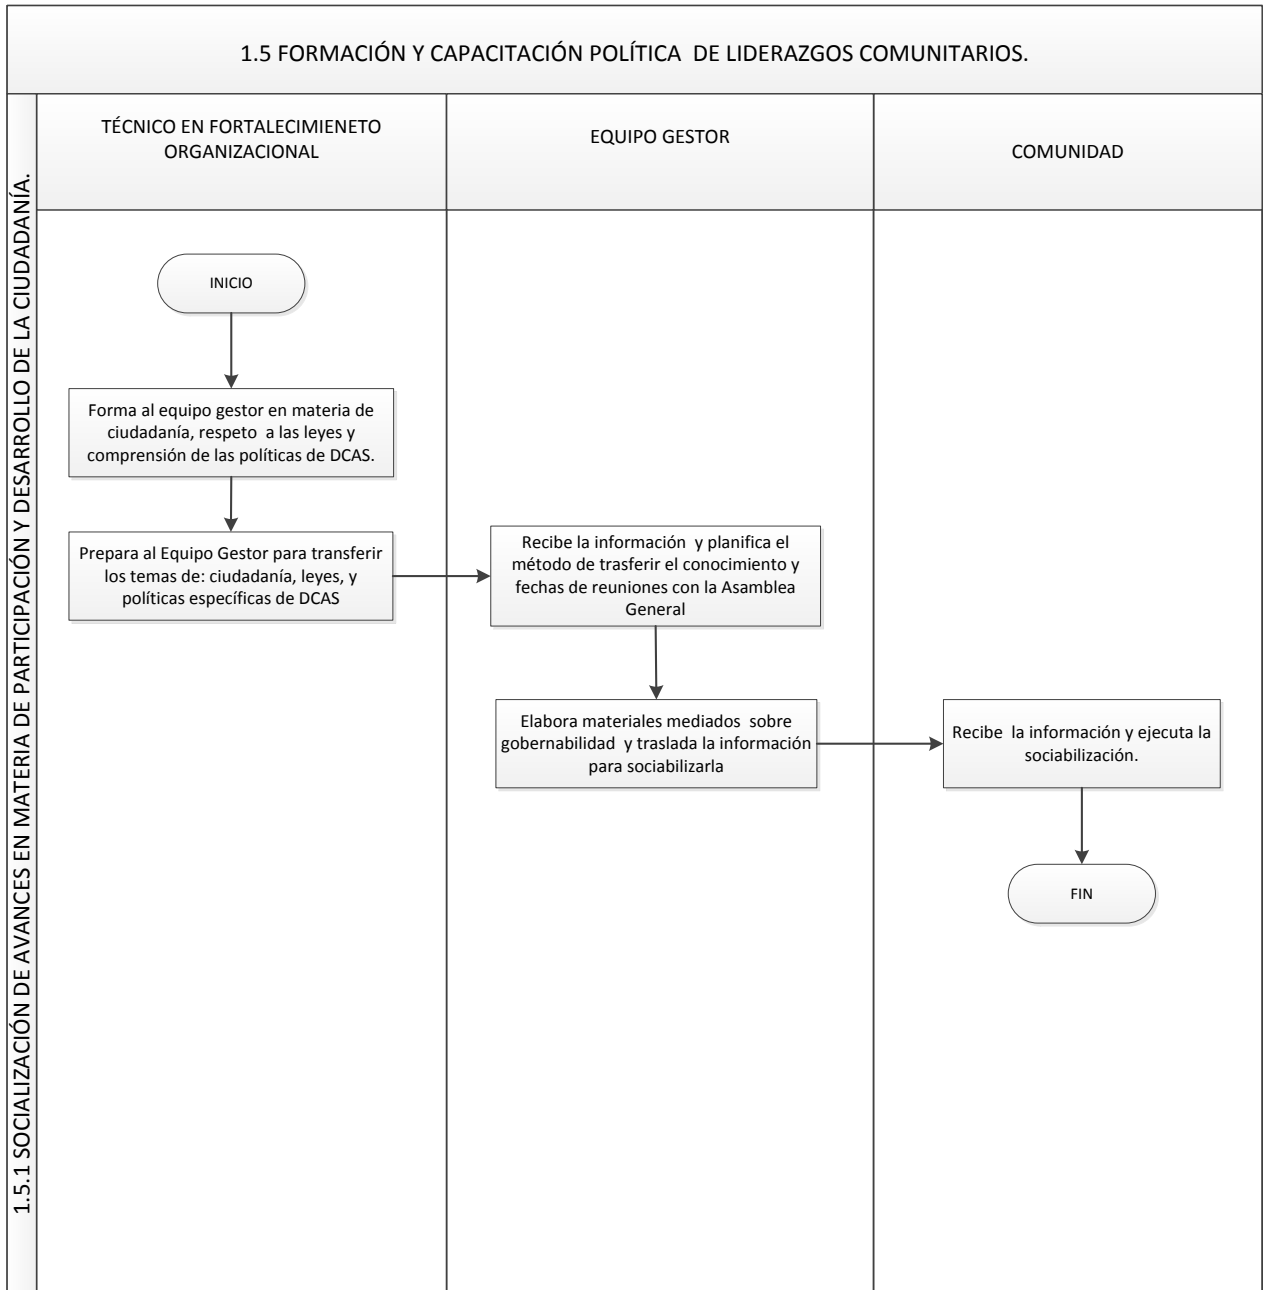 1.5 FORMACIÓN Y CAPACITACIÓN POLÍTICA  DE LIDERAZGOS COMUNITARIOS.
1.5.1 SOCIALIZACIÓN DE AVANCES EN MATERIA DE PARTICIPACIÓN Y DESARROLLO DE LA CIUDADANÍA.
TÉCNICO EN FORTALECIMIENETO
ORGANIZACIONAL
EQUIPO GESTOR
COMUNIDAD
INICIO
Forma al equipo gestor en materia de
ciudadanía, respeto  a las leyes y
comprensión de las políticas de DCAS.
Prepara al Equipo Gestor para transferir
los temas de: ciudadanía, leyes, y
políticas específicas de DCAS
Recibe la información  y planifica el
método de trasferir el conocimiento y
fechas de reuniones con la Asamblea
General
Elabora materiales mediados  sobre
gobernabilidad  y traslada la información
para sociabilizarla
Recibe  la información y ejecuta la
sociabilización.
FIN